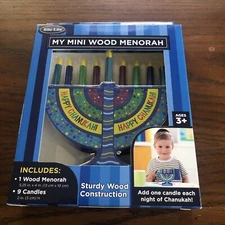 MY MINI WOOD MENORAH
AGES
3+
HAPPY CHANUKAH!
HAPPY CHANUKAH!
INCLUDES:
• 1 Wood Menorah
• 9 Candles
Sturdy Wood
Construction
Add one candle each
night of Chanukah!